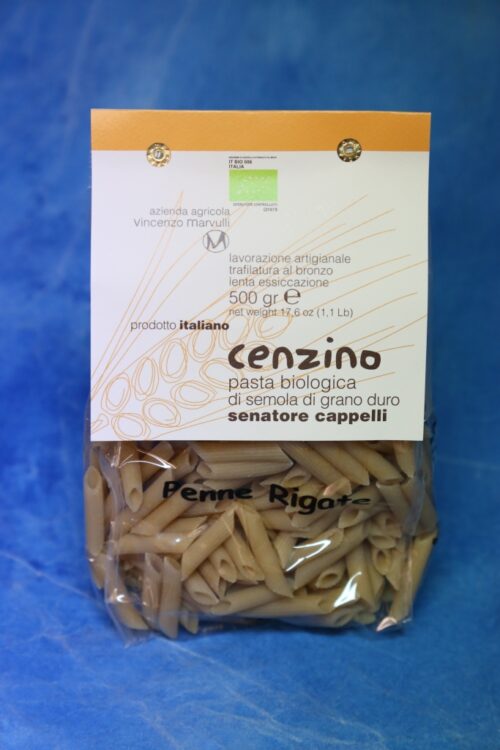 IT BIO 006
ITALIA
azienda agricola
vincenzo marvulli
M
lavorazione artigianale
trafilatura al bronzo
lenta essiccazione
500 gr e
net weight 17,6 oz (1,1 Lb)
prodotto italiano
cenzino
pasta biologica
di semola di grano duro
senatore cappelli
Penne Rigate